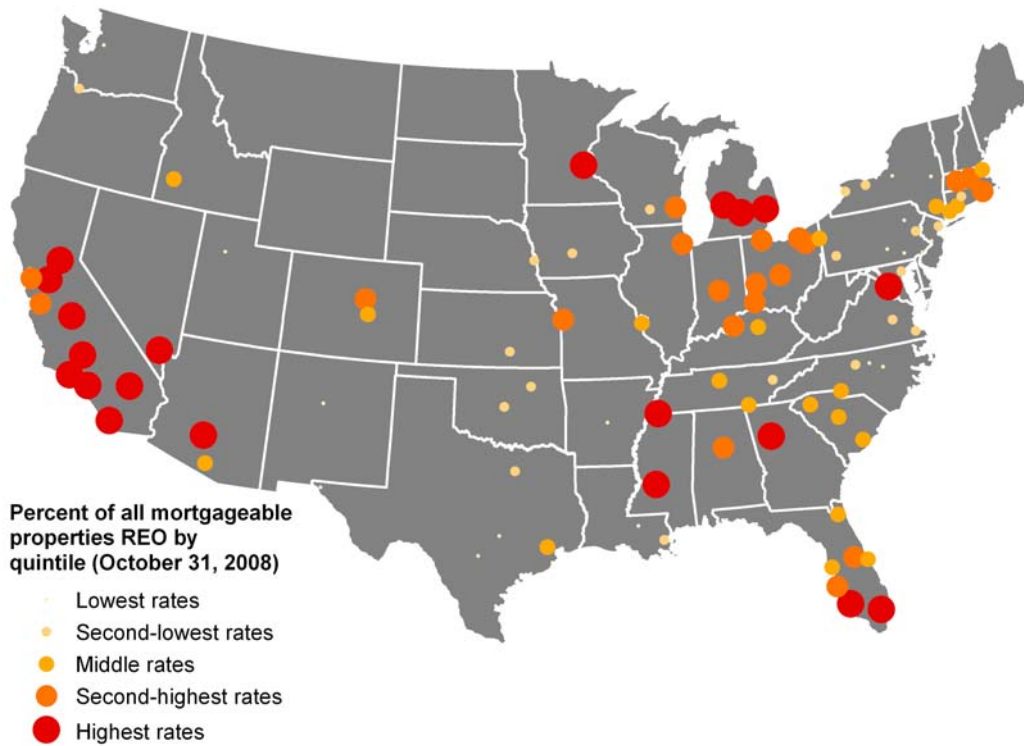 Percent of all mortgageable
properties REO by
quintile (October 31, 2008)
Lowest rates
Second-lowest rates
Middle rates
Second-highest rates
Highest rates